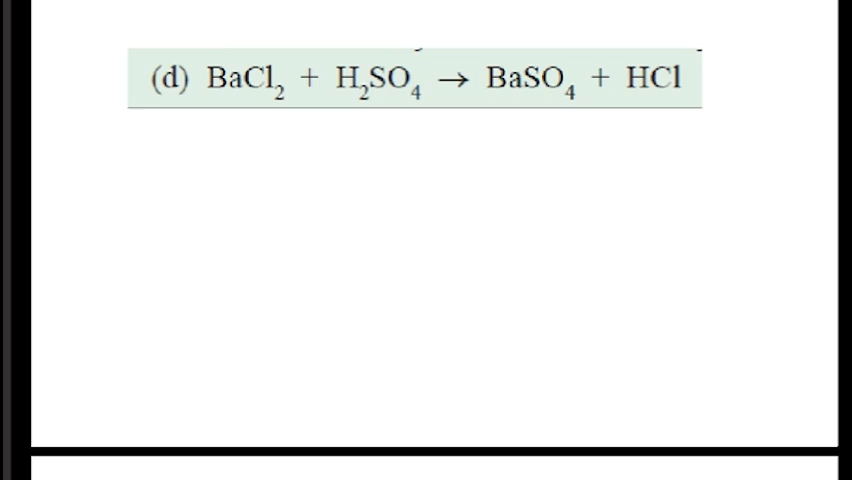 (d) BaCl₂ + H₂SO₄ → BaSO₄ + HCl